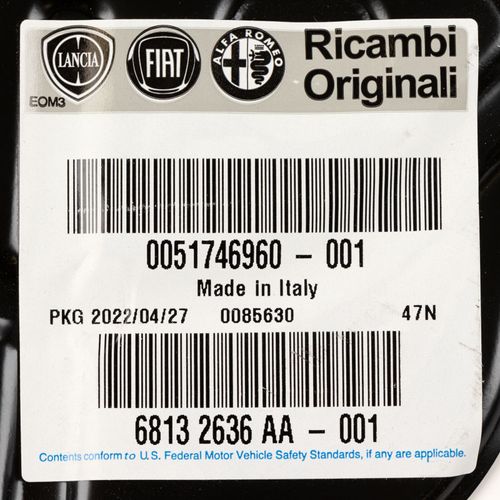 LANCIA
FIAT
ALFA ROMEO
Ricambi
Originali
EOM3
0051746960 - 001
Made in Italy
PKG 2022/04/27 0085630 47N
6813 2636 AA - 001
Contents conform to U.S. Federal Motor Vehicle Safety Standards, if any are applicable.